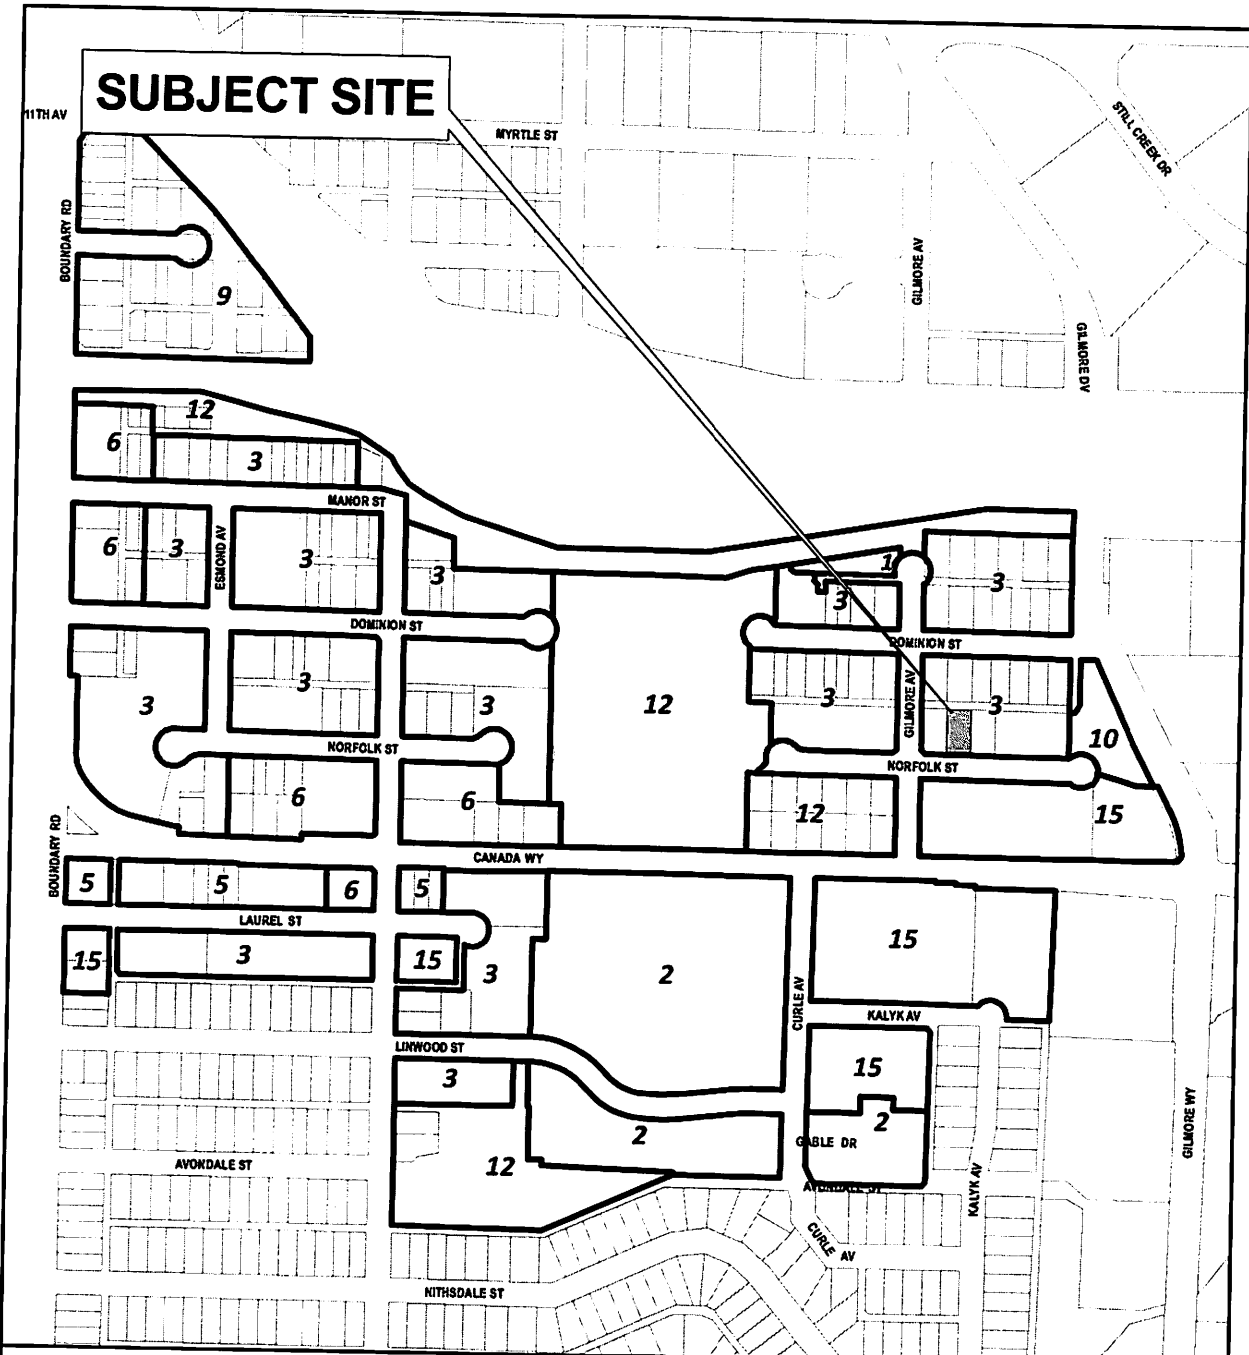 SUBJECT SITE
11TH AV
MYRTLE ST
STILL CREEK DR
BOUNDARY RD
GILMORE AV
9
GILMORE DV
12
6
3
MANOR ST
6
3
ESMOND AV
3
3
1
3
3
DOMINION ST
DOMINION ST
3
3
3
12
3
GILMORE AV
3
10
NORFOLK ST
NORFOLK ST
6
6
12
15
BOUNDARY RD
CANADA WY
5
5
6
5
LAUREL ST
15
3
15
3
2
15
CURLE AV
KALYK AV
LINWOOD ST
3
15
2
2
GABLE DR
GILMORE WY
AVONDALE ST
12
AVONDALE ST
KALYK AV
CURLE AV
NITHSDALE ST